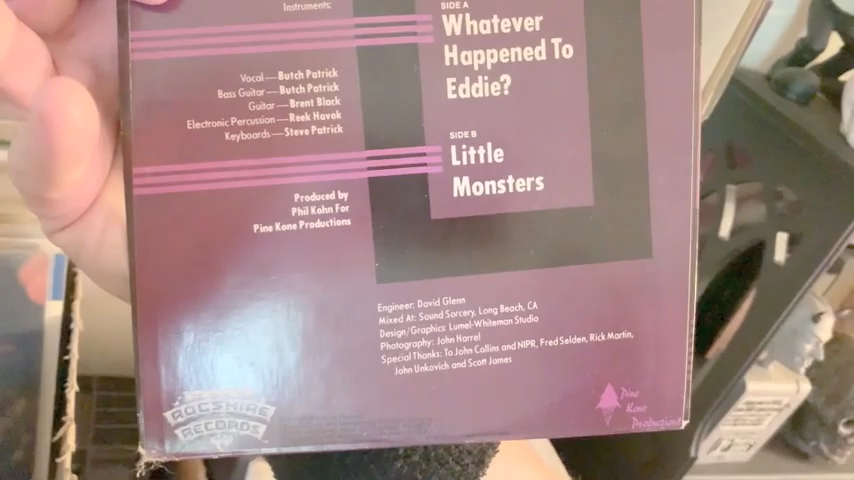 Instruments:
Vocal—Butch Patrick
Bass Guitar—Butch Patrick
Guitar—Brent Black
Electronic Percussion—Reek Havok
Keyboards—Steve Patrick
Produced by
Phil Kohn For
Pine Kone Productions
SIDE A
Whatever
Happened To
Eddie?
SIDE B
Little
Monsters
Engineer: David Glenn
Mixed At: Sound Sorcery, Long Beach, CA
Design/Graphics: Lumel-Whiteman Studio
Photography: John Harrel
Special Thanks: To John Collins and NIPR, Fred Selden, Rick Martin,
John Unkovich and Scott James
ROCSHIRE
RECORDS
Pine
Kone
Productions